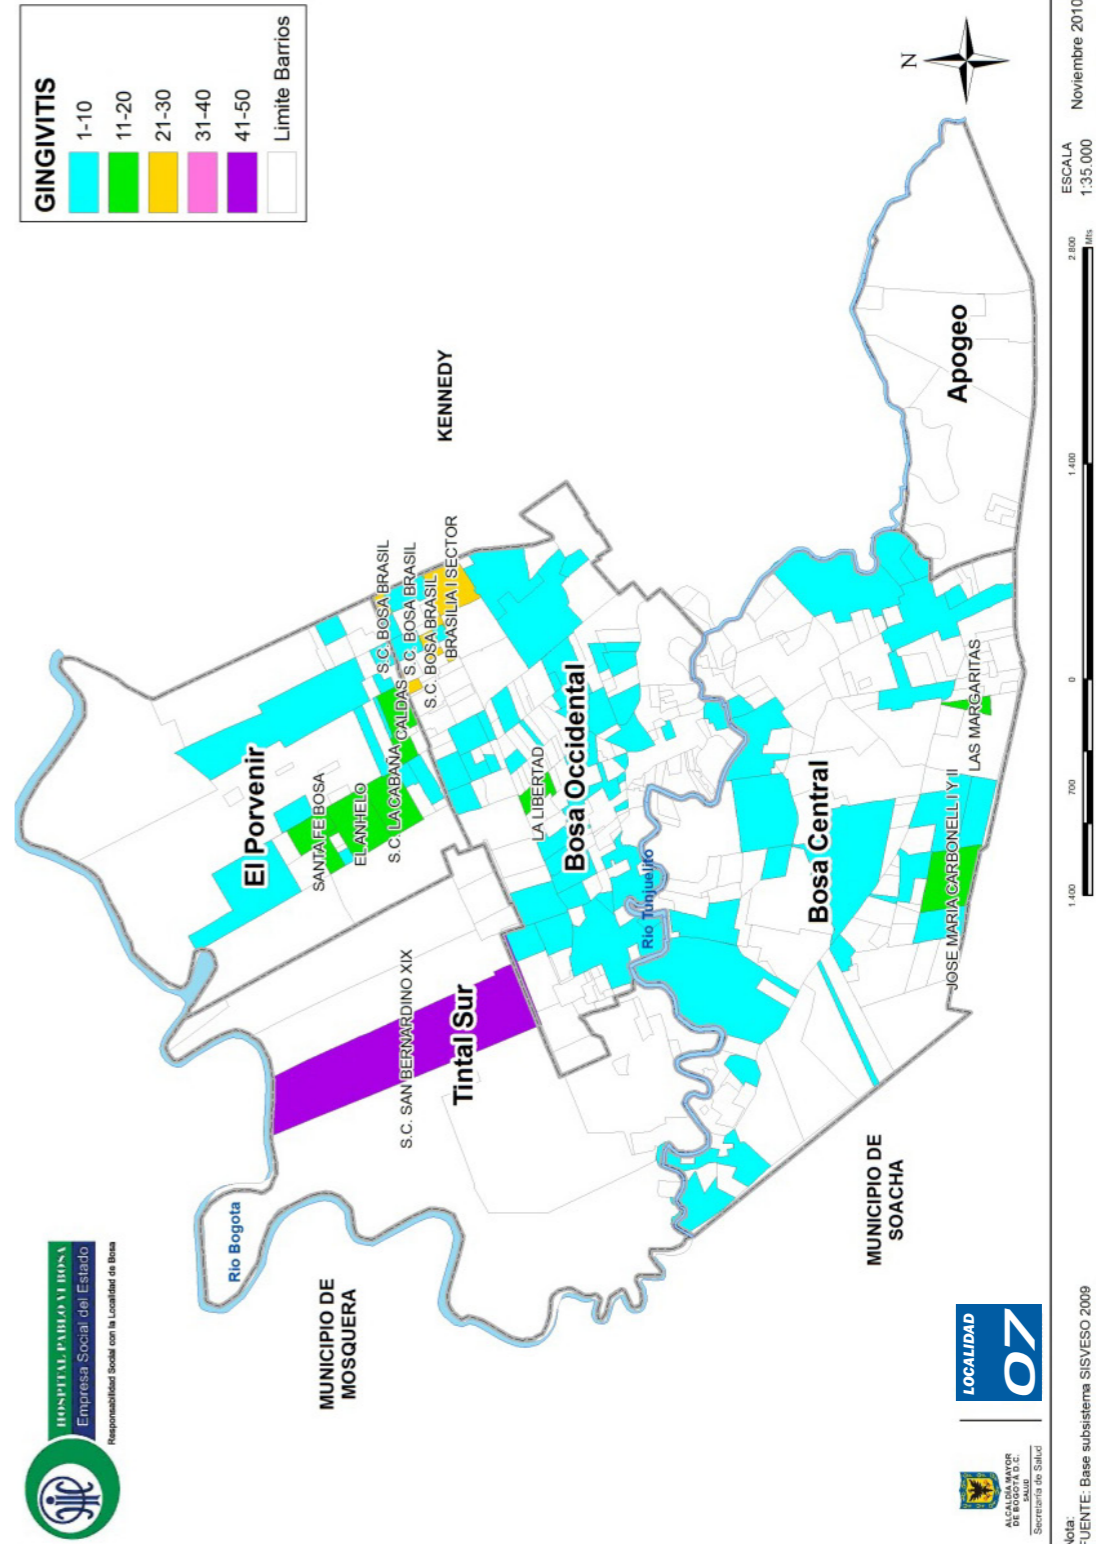 HOSPITAL PABLO VI BOSA
Empresa Social del Estado
Responsabilidad Social con la Localidad de Bosa
GINGIVITIS
1-10
11-20
21-30
31-40
41-50
Limite Barrios
N
Rio Bogota
MUNICIPIO DE
MOSQUERA
El Porvenir
SANTA FE BOSA
EL ANHELO
S.C. LA CABAÑA
CALDAS
S.C. BOSA BRASIL
S.C. BOSA BRASIL
S.C. BOSA BRASIL
BRASILIA I SECTOR
KENNEDY
S.C. SAN BERNARDINO XIX
Tintal Sur
LA LIBERTAD
Bosa Occidental
Rio Tunjuelito
Bosa Central
MUNICIPIO DE
SOACHA
JOSE MARIA CARBONELL I Y II
LAS MARGARITAS
Apogeo
ALCALDÍA MAYOR
DE BOGOTÁ D.C.
SALUD
Secretaría de Salud
LOCALIDAD
07
Nota:
FUENTE: Base subsistema SISVESO 2009
1.400
700
0
1.400
2.800
Mts
ESCALA
1:35.000
Noviembre 2010